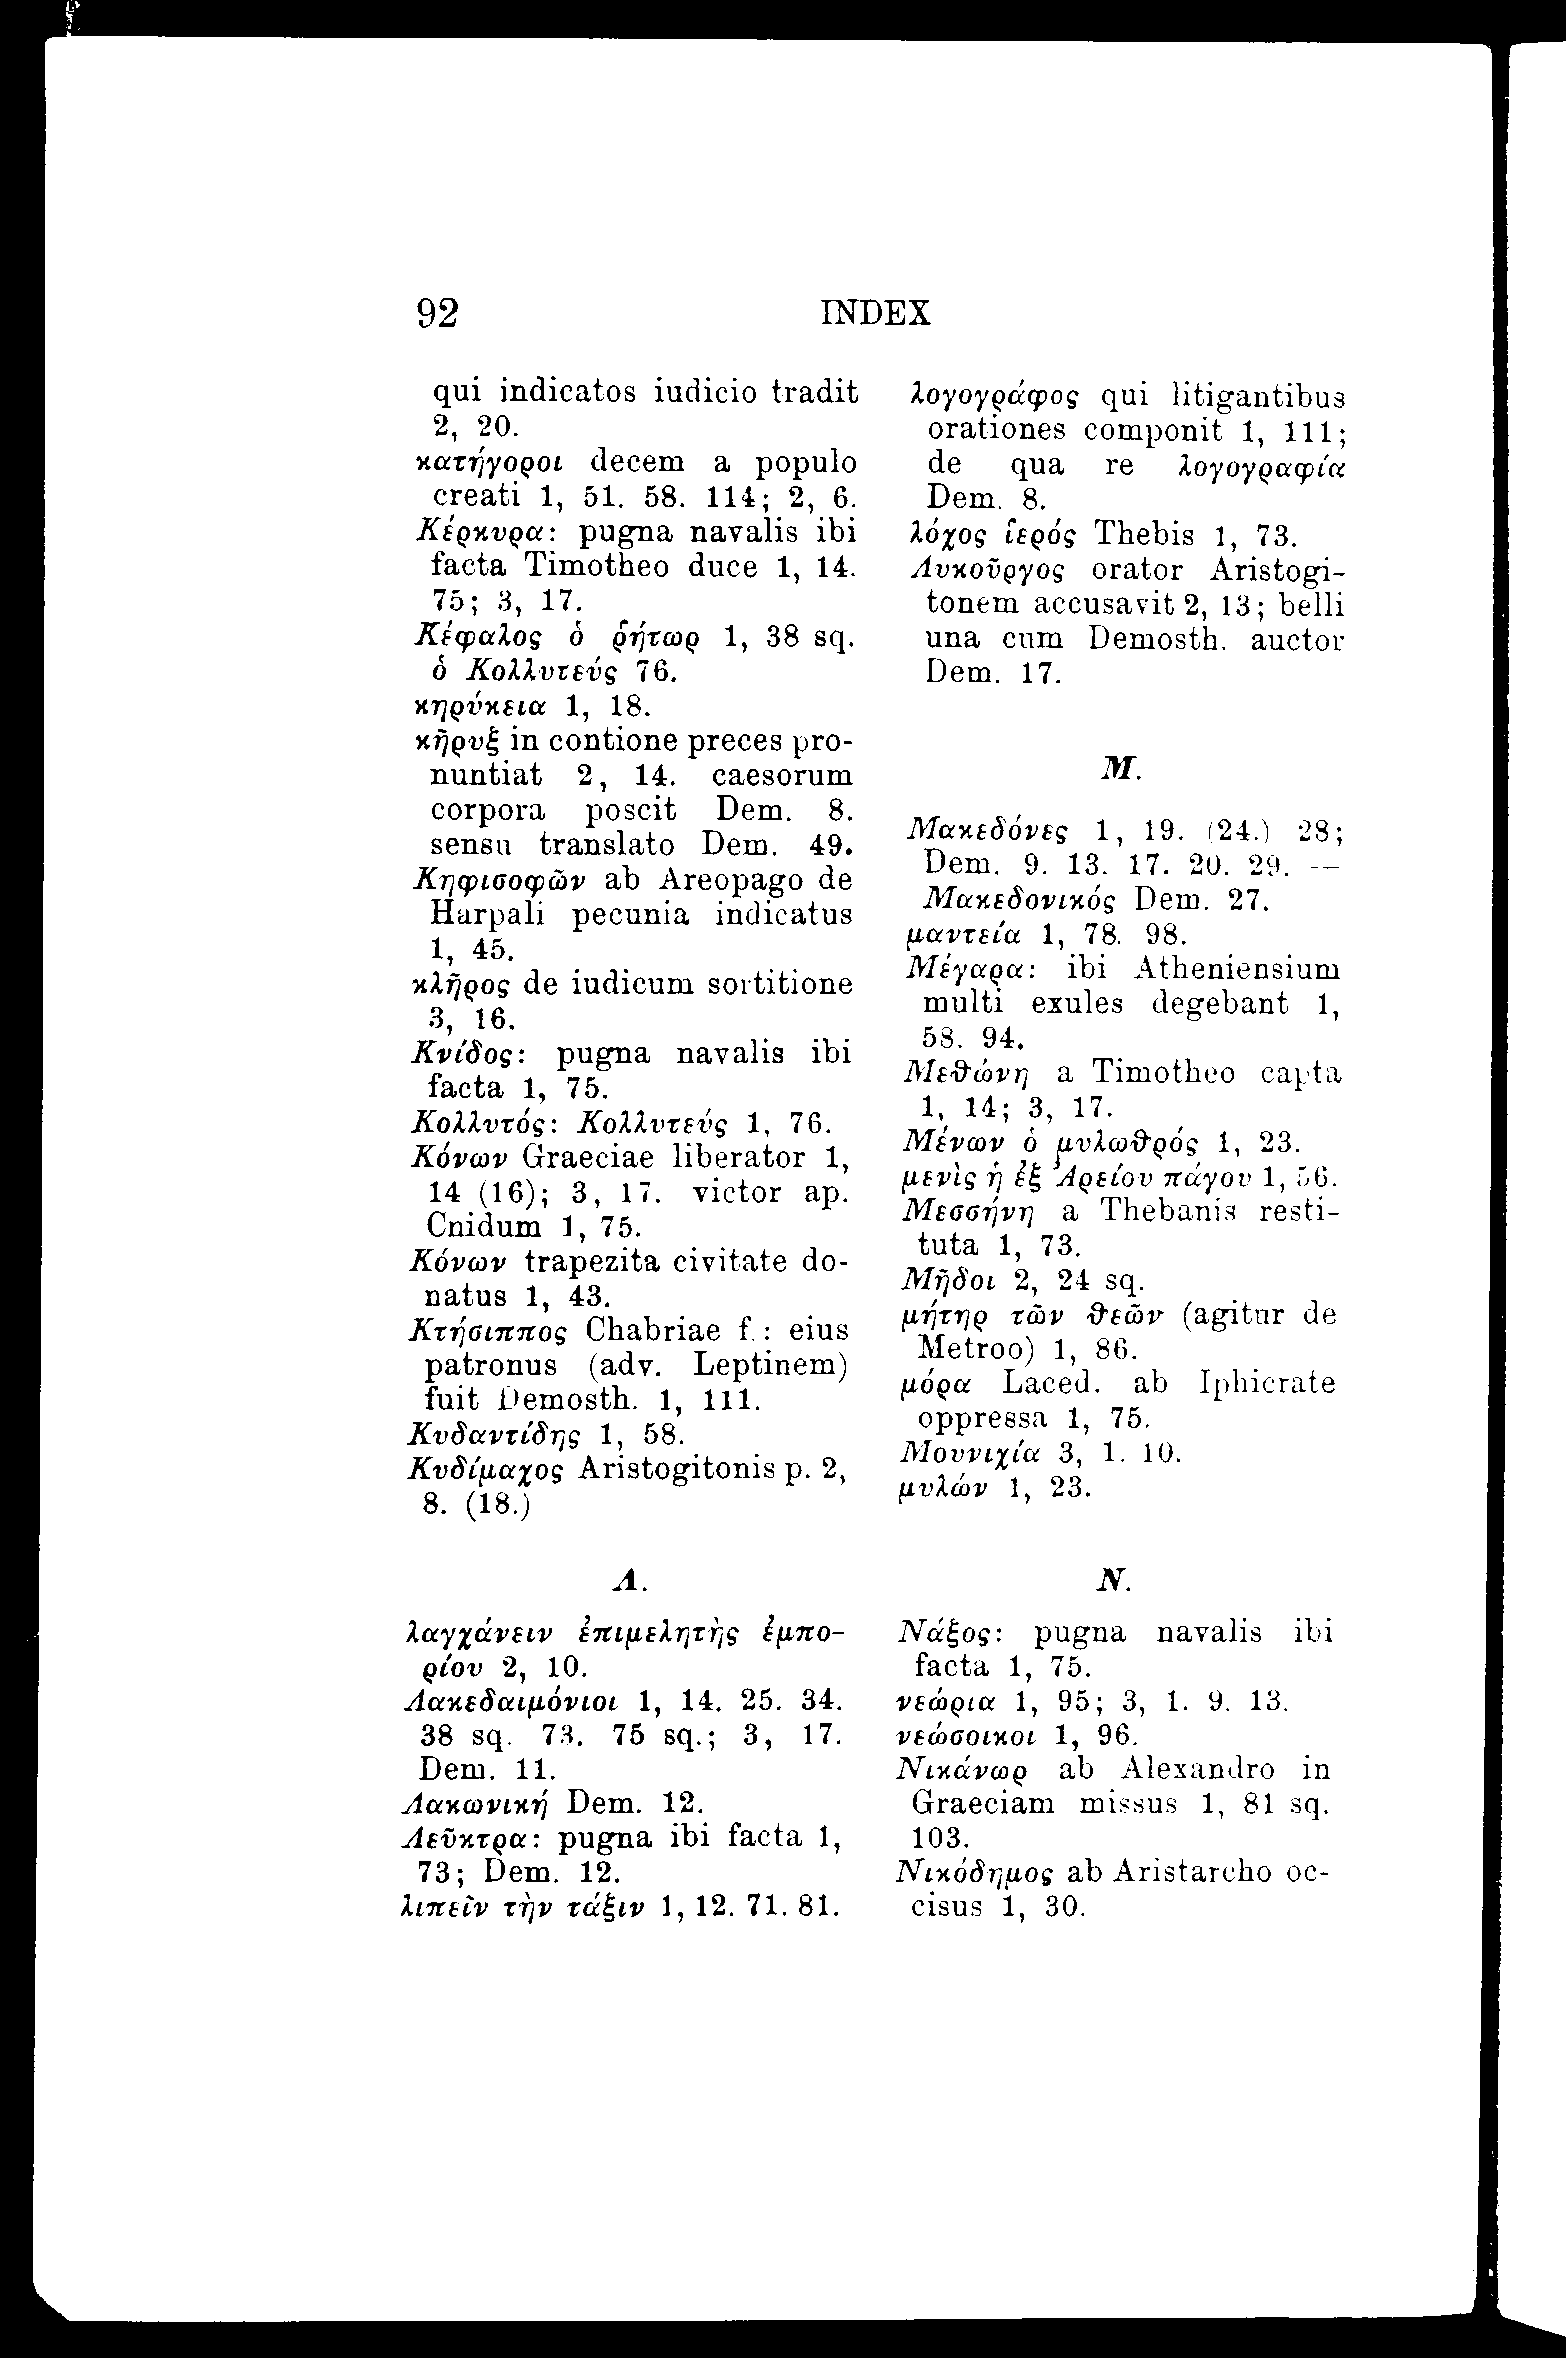 92 INDEX
qui indicatos iudicio tradit
2, 20.
κατήγοροι decem a populo
creati 1, 51. 58. 114; 2, 6.
Κέρκυρα: pugna navalis ibi
facta Timotheo duce 1, 14.
75; 3, 17.
Κέφαλος ὁ ῥήτωρ 1, 38 sq.
ὁ Κολλυτεύς 76.
κηρύκεια 1, 18.
κῆρυξ in contione preces pro-
nuntiat 2, 14. caesorum
corpora poscit Dem. 8.
sensu translato Dem. 49.
Κηφισοφῶν ab Areopago de
Harpali pecunia indicatus
1, 45.
κλῆρος de iudicum sortitione
3, 16.
Κνίδος: pugna navalis ibi
facta 1, 75.
Κολλυτός: Κολλυτεύς 1, 76.
Κόνων Graeciae liberator 1,
14 (16); 3, 17. victor ap.
Cnidum 1, 75.
Κόνων trapezita civitate do-
natus 1, 43.
Κτήσιππος Chabriae f.: eius
patronus (adv. Leptinem)
fuit Demosth. 1, 111.
Κυδαντίδης 1, 58.
Κυδίμαχος Aristogitonis p. 2,
8. (18.)
Λ.
λαγχάνειν ἐπιμελητὴς ἐμπο-
ρίου 2, 10.
Λακεδαιμόνιοι 1, 14. 25. 34.
38 sq. 73. 75 sq.; 3, 17.
Dem. 11.
Λακωνική Dem. 12.
Λεῦκτρα: pugna ibi facta 1,
73; Dem. 12.
λιπεῖν τὴν τάξιν 1, 12. 71. 81.
λογογράφος qui litigantibus
orationes componit 1, 111;
de qua re λογογραφία
Dem. 8.
λόχος ἱερός Thebis 1, 73.
Λυκοῦργος orator Aristogi-
tonem accusavit 2, 13; belli
una cum Demosth. auctor
Dem. 17.
Μ.
Μακεδόνες 1, 19. (24.) 28;
Dem. 9. 13. 17. 20. 29. —
Μακεδονικός Dem. 27.
μαντεία 1, 78. 98.
Μέγαρα: ibi Atheniensium
multi exules degebant 1,
58. 94.
Μεθώνη a Timotheo capta
1, 14; 3, 17.
Μένων ὁ μυλωθρός 1, 23.
μενὶς ἡ ἐξ Ἀρείου πάγου 1, 56.
Μεσσήνη a Thebanis resti-
tuta 1, 73.
Μῆδοι 2, 24 sq.
μήτηρ τῶν θεῶν (agitur de
Metroo) 1, 86.
μόρα Laced. ab Iphicrate
oppressa 1, 75.
Μουνιχία 3, 1. 10.
μυλών 1, 23.
Ν.
Νάξος: pugna navalis ibi
facta 1, 75.
νεώρια 1, 95; 3, 1. 9. 13.
νεώσοικοι 1, 96.
Νικάνωρ ab Alexandro in
Graeciam missus 1, 81 sq.
103.
Νικόδημος ab Aristarcho oc-
cisus 1, 30.